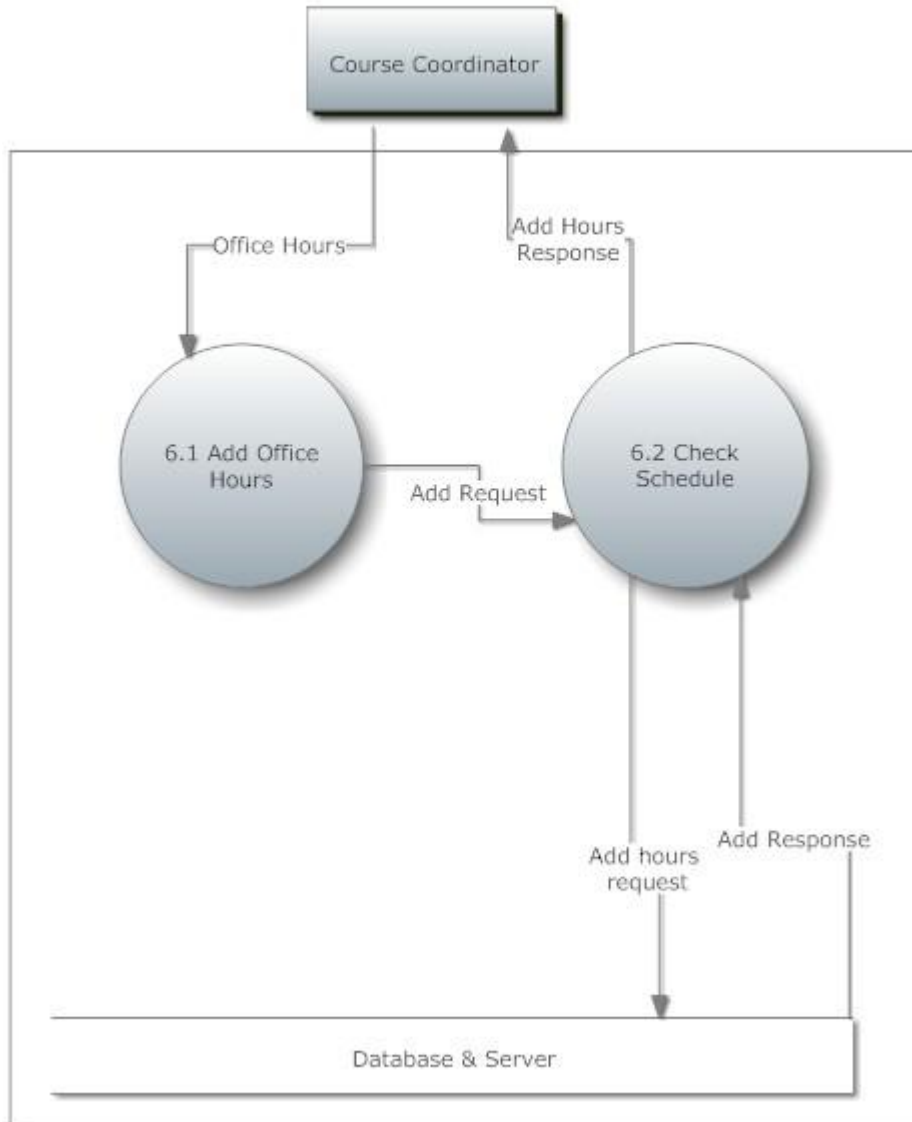 Course Coordinator
Office Hours
Add Hours
Response
6.1 Add Office
Hours
Add Request
6.2 Check
Schedule
Add hours
request
Add Response
Database & Server